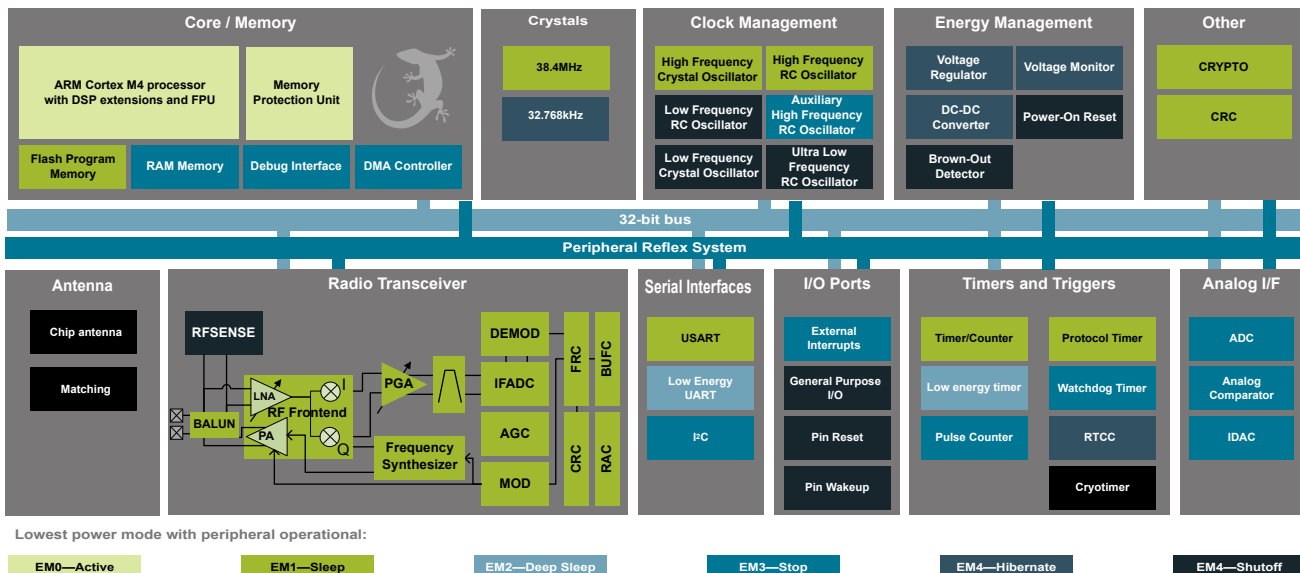 Core / Memory
ARM Cortex M4 processor
with DSP extensions and FPU
Memory
Protection Unit
Flash Program
Memory
RAM Memory
Debug Interface
DMA Controller
Crystals
38.4MHz
32.768kHz
Clock Management
High Frequency
Crystal Oscillator
High Frequency
RC Oscillator
Low Frequency
RC Oscillator
Auxiliary
High Frequency
RC Oscillator
Low Frequency
Crystal Oscillator
Ultra Low
Frequency
RC Oscillator
Energy Management
Voltage
Regulator
Voltage Monitor
DC-DC
Converter
Power-On Reset
Brown-Out
Detector
Other
CRYPTO
CRC
32-bit bus
Peripheral Reflex System
Antenna
Chip antenna
Matching
Radio Transceiver
RFSENSE
BALUN
LNA
RF Frontend
PA
I
Q
PGA
Frequency
Synthesizer
DEMOD
IFADC
AGC
MOD
FRC
BUFC
CRC
RAC
Serial Interfaces
USART
Low Energy
UART
I²C
I/O Ports
External
Interrupts
General Purpose
I/O
Pin Reset
Pin Wakeup
Timers and Triggers
Timer/Counter
Protocol Timer
Low energy timer
Watchdog Timer
Pulse Counter
RTCC
Cryotimer
Analog I/F
ADC
Analog
Comparator
IDAC
Lowest power mode with peripheral operational:
EM0—Active
EM1—Sleep
EM2—Deep Sleep
EM3—Stop
EM4—Hibernate
EM4—Shutoff